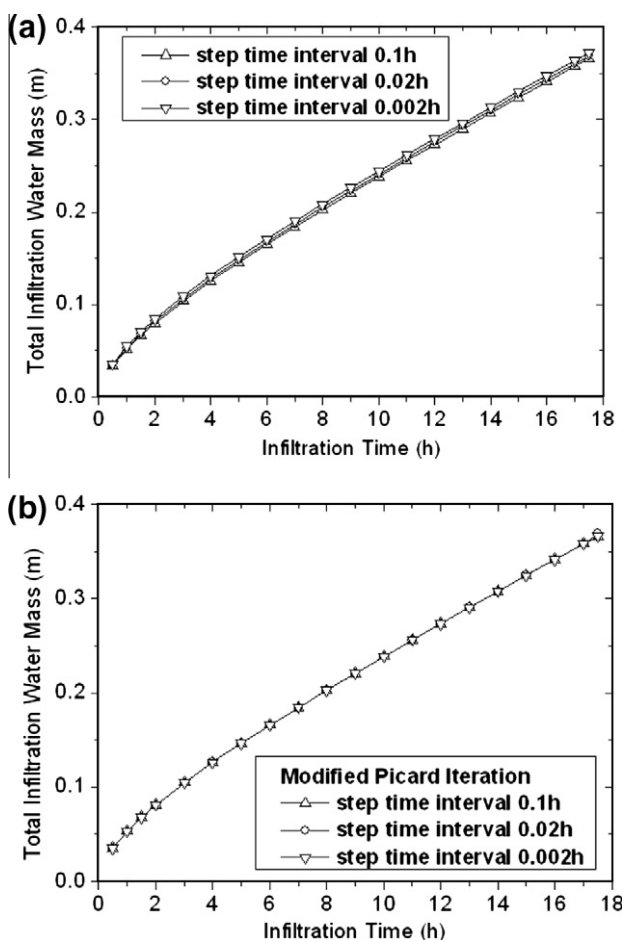 (a)
0.4
0.3
0.2
0.1
0.0
Total Infiltration Water Mass (m)
step time interval 0.1h
step time interval 0.02h
step time interval 0.002h
0 2 4 6 8 10 12 14 16 18
Infiltration Time (h)
(b)
0.4
0.3
0.2
0.1
0.0
Total Infiltration Water Mass (m)
Modified Picard Iteration
step time interval 0.1h
step time interval 0.02h
step time interval 0.002h
0 2 4 6 8 10 12 14 16 18
Infiltration Time (h)